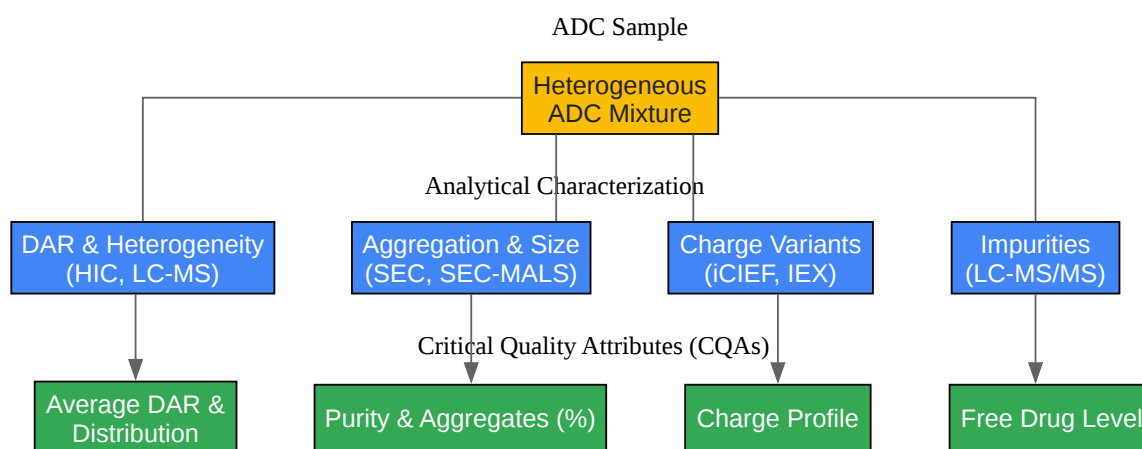 ADC Sample
Heterogeneous
ADC Mixture
Analytical Characterization
DAR & Heterogeneity
(HIC, LC-MS)
Aggregation & Size
(SEC, SEC-MALS)
Charge Variants
(iCIEF, IEX)
Impurities
(LC-MS/MS)
Critical Quality Attributes (CQAs)
Average DAR &
Distribution
Purity & Aggregates (%)
Charge Profile
Free Drug Level